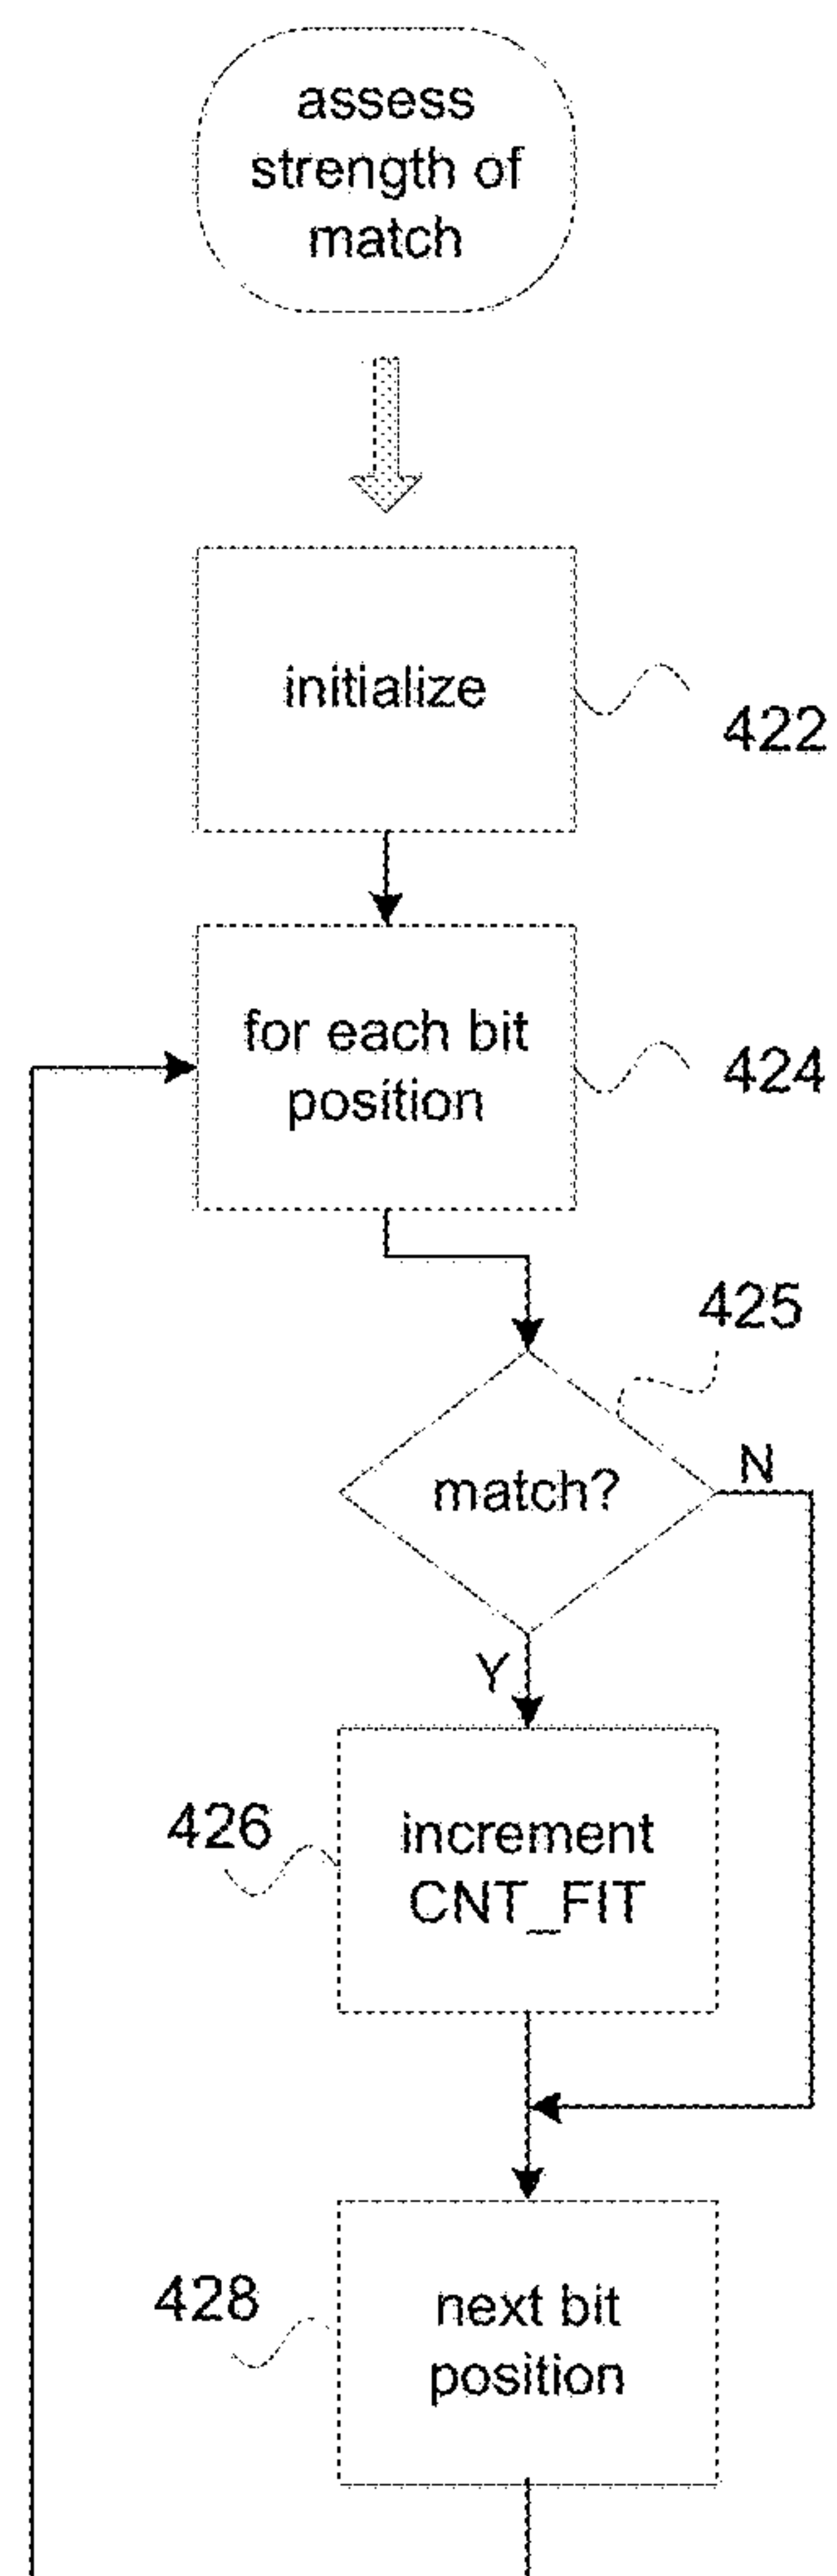 assess
strength of
match
initialize
422
for each bit
position
424
425
match?
N
Y
426
increment
CNT_FIT
428
next bit
position